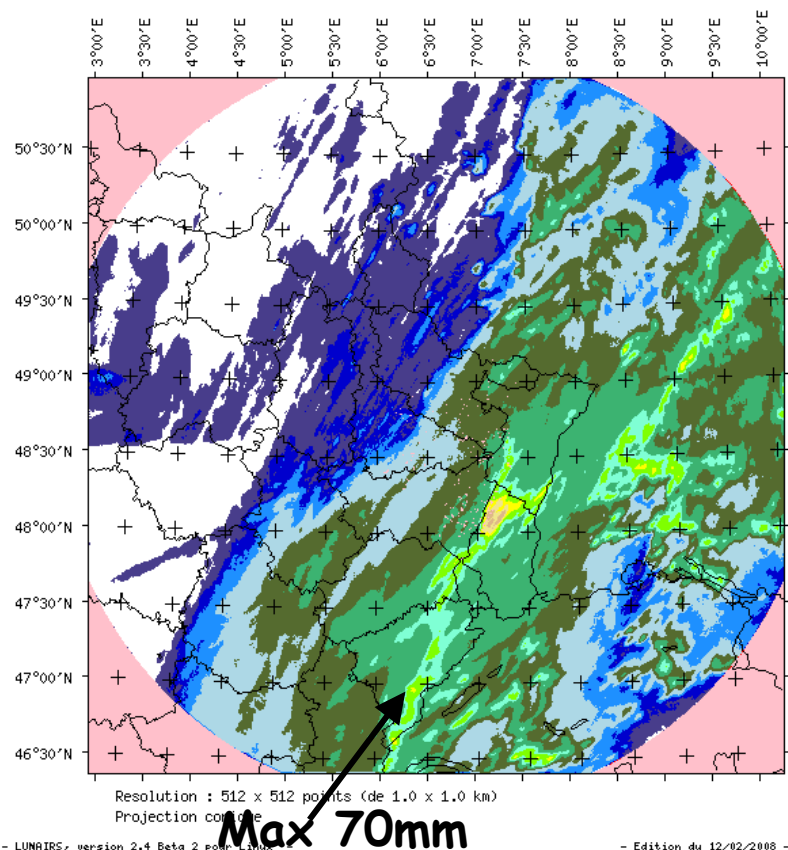 3°00'E 3°30'E 4°00'E 4°30'E 5°00'E 5°30'E 6°00'E 6°30'E 7°00'E 7°30'E 8°00'E 8°30'E 9°00'E 9°30'E 10°00'E
50°30'N
50°00'N
49°30'N
49°00'N
48°30'N
48°00'N
47°30'N
47°00'N
46°30'N
Resolution : 512 x 512 points (de 1.0 x 1.0 km)
Projection conique
Max 70mm
- LUNAIRS, version 2.4 Beta 2 pour Linux - - Edition du 12/02/2008 -